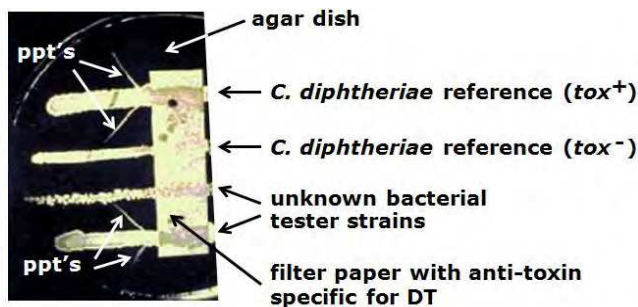 agar dish
ppt's
C. diphtheriae reference (tox+)
C. diphtheriae reference (tox-)
unknown bacterial
tester strains
ppt's
filter paper with anti-toxin
specific for DT